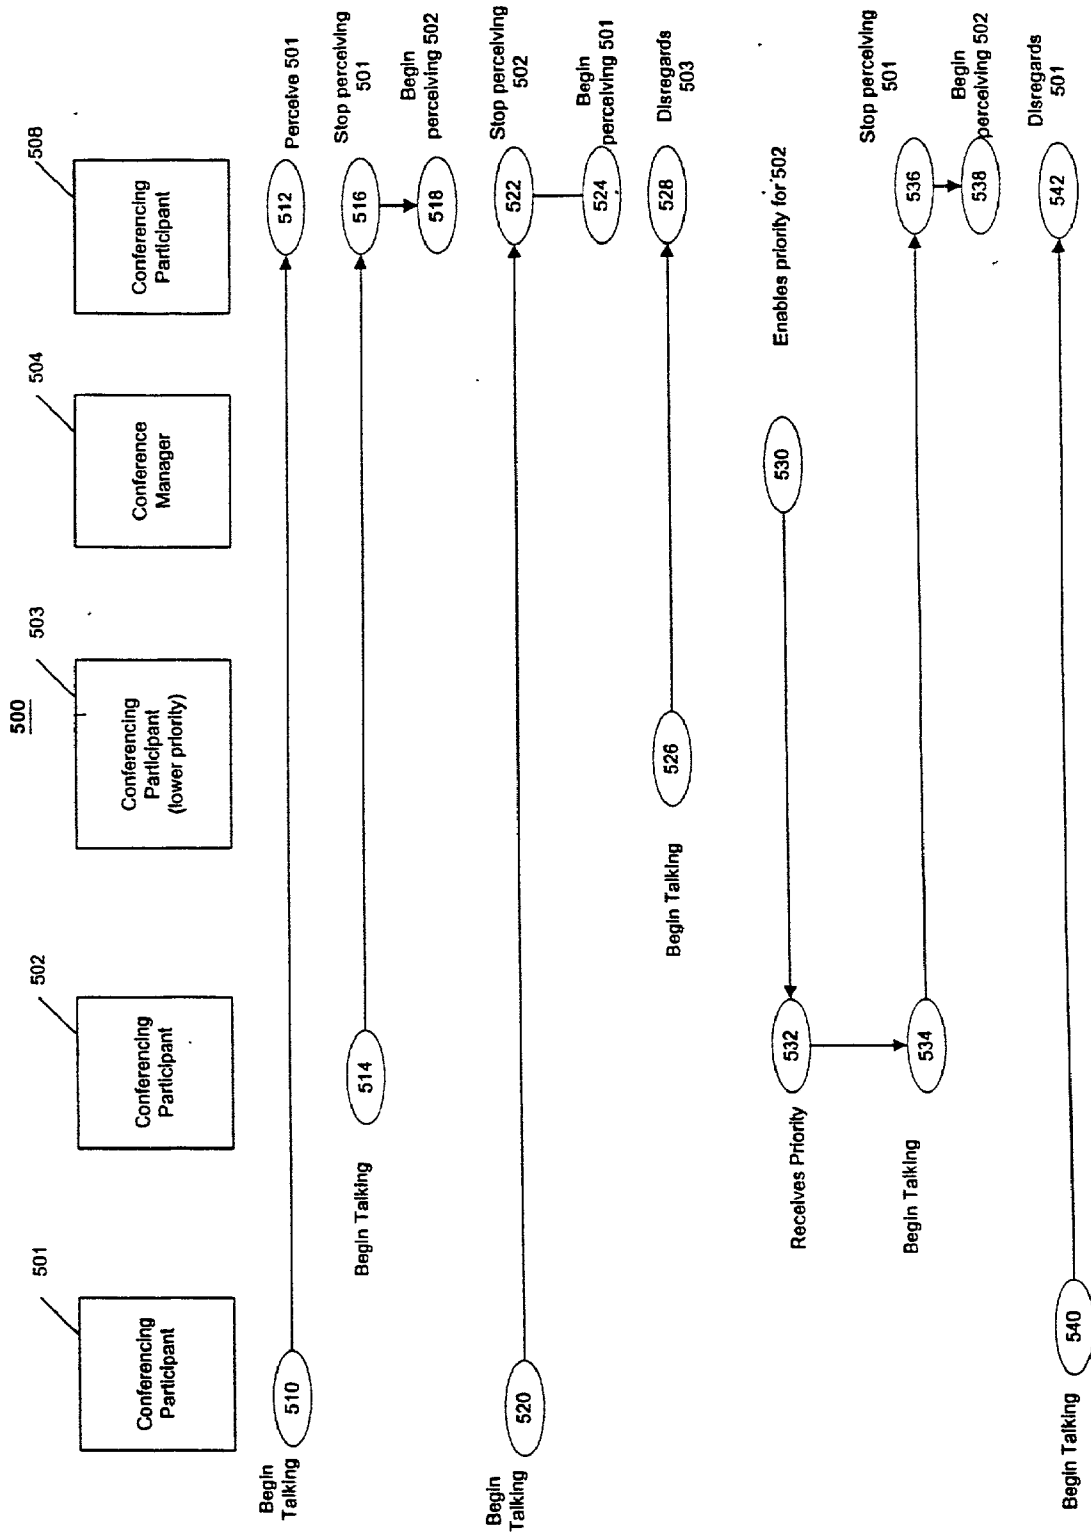 500
501
Conferencing
Participant
502
Conferencing
Participant
503
Conferencing
Participant
(lower priority)
504
Conference
Manager
508
Conferencing
Participant
Begin
Talking
510
512
Perceive 501
Begin Talking
514
516
Stop perceiving
501
518
Begin
perceiving 502
Begin
Talking
520
522
Stop perceiving
502
524
Begin
perceiving 501
Begin Talking
526
528
Disregards
503
530
Enables priority for 502
Receives Priority
532
Begin Talking
534
536
Stop perceiving
501
538
Begin
perceiving 502
Begin Talking
540
542
Disregards
501